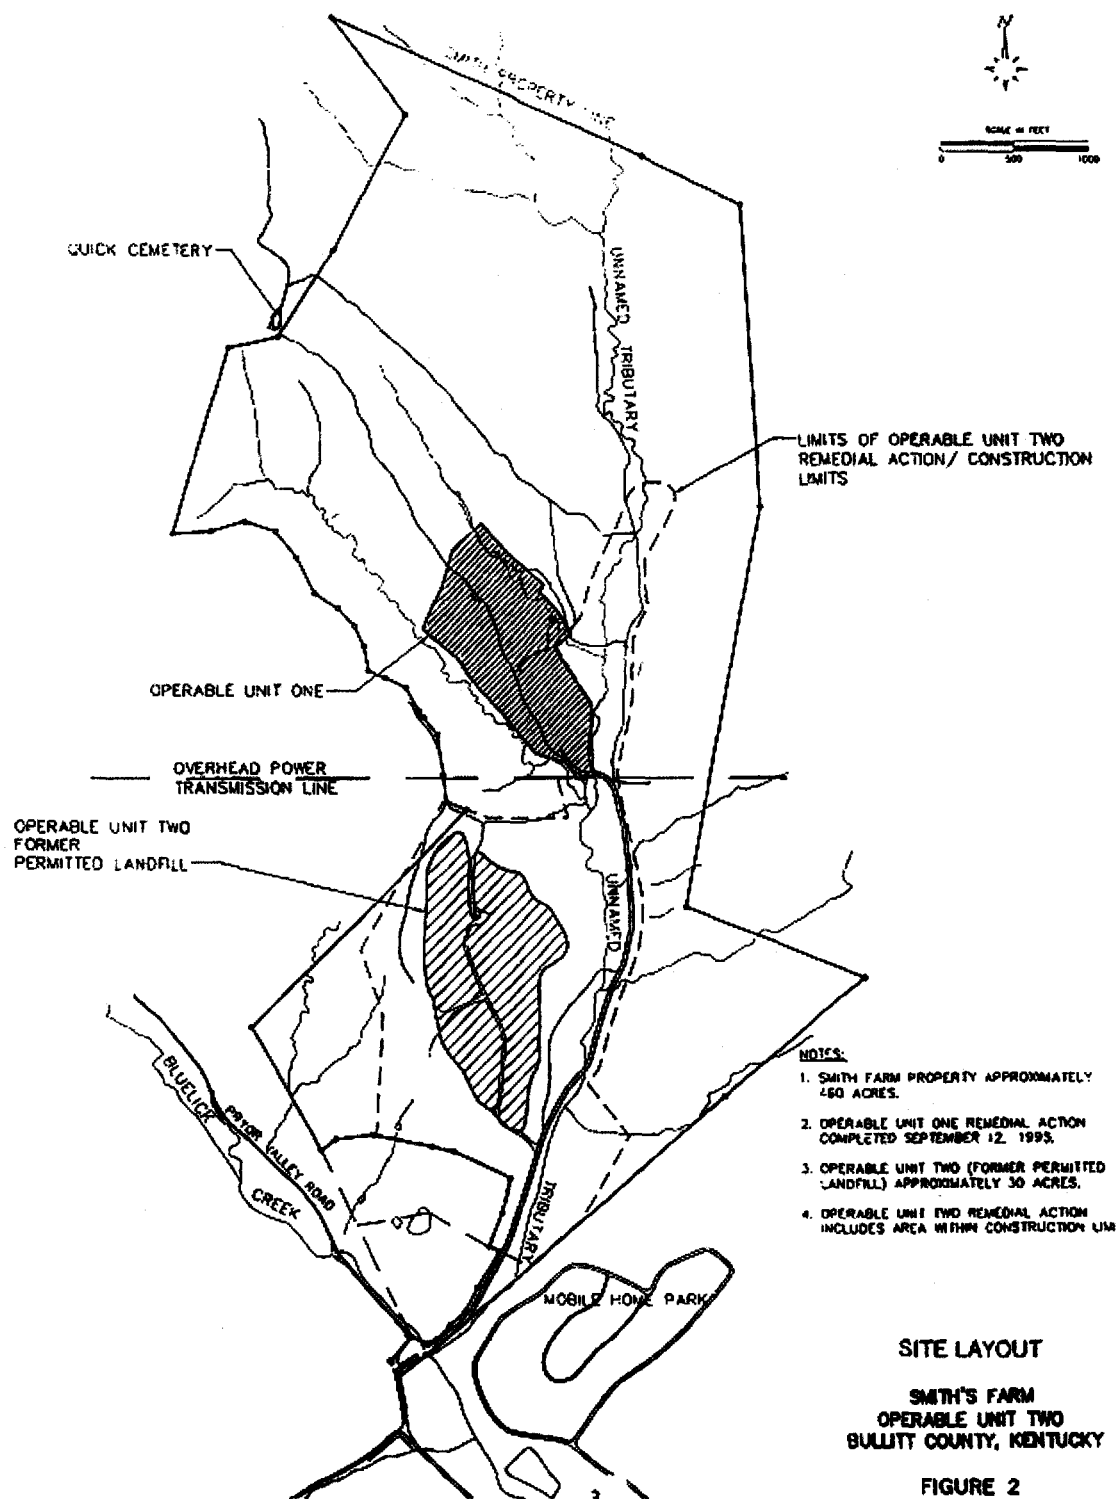 N
SCALE IN FEET
0 500 1000
SMITH PROPERTY LINE
QUICK CEMETERY
UNNAMED TRIBUTARY
LIMITS OF OPERABLE UNIT TWO
REMEDIAL ACTION/ CONSTRUCTION
LIMITS
OPERABLE UNIT ONE
OVERHEAD POWER
TRANSMISSION LINE
OPERABLE UNIT TWO
FORMER
PERMITTED LANDFILL
UNNAMED
TRIBUTARY
BLUELICK
CREEK
PRYOR VALLEY ROAD
NOTES:
1. SMITH FARM PROPERTY APPROXIMATELY
460 ACRES.
2. OPERABLE UNIT ONE REMEDIAL ACTION
COMPLETED SEPTEMBER 12, 1995.
3. OPERABLE UNIT TWO (FORMER PERMITTED
LANDFILL) APPROXIMATELY 30 ACRES.
4. OPERABLE UNIT TWO REMEDIAL ACTION
INCLUDES AREA WITHIN CONSTRUCTION LIM
MOBILE HOME PARK
SITE LAYOUT
SMITH'S FARM
OPERABLE UNIT TWO
BULLITT COUNTY, KENTUCKY
FIGURE 2